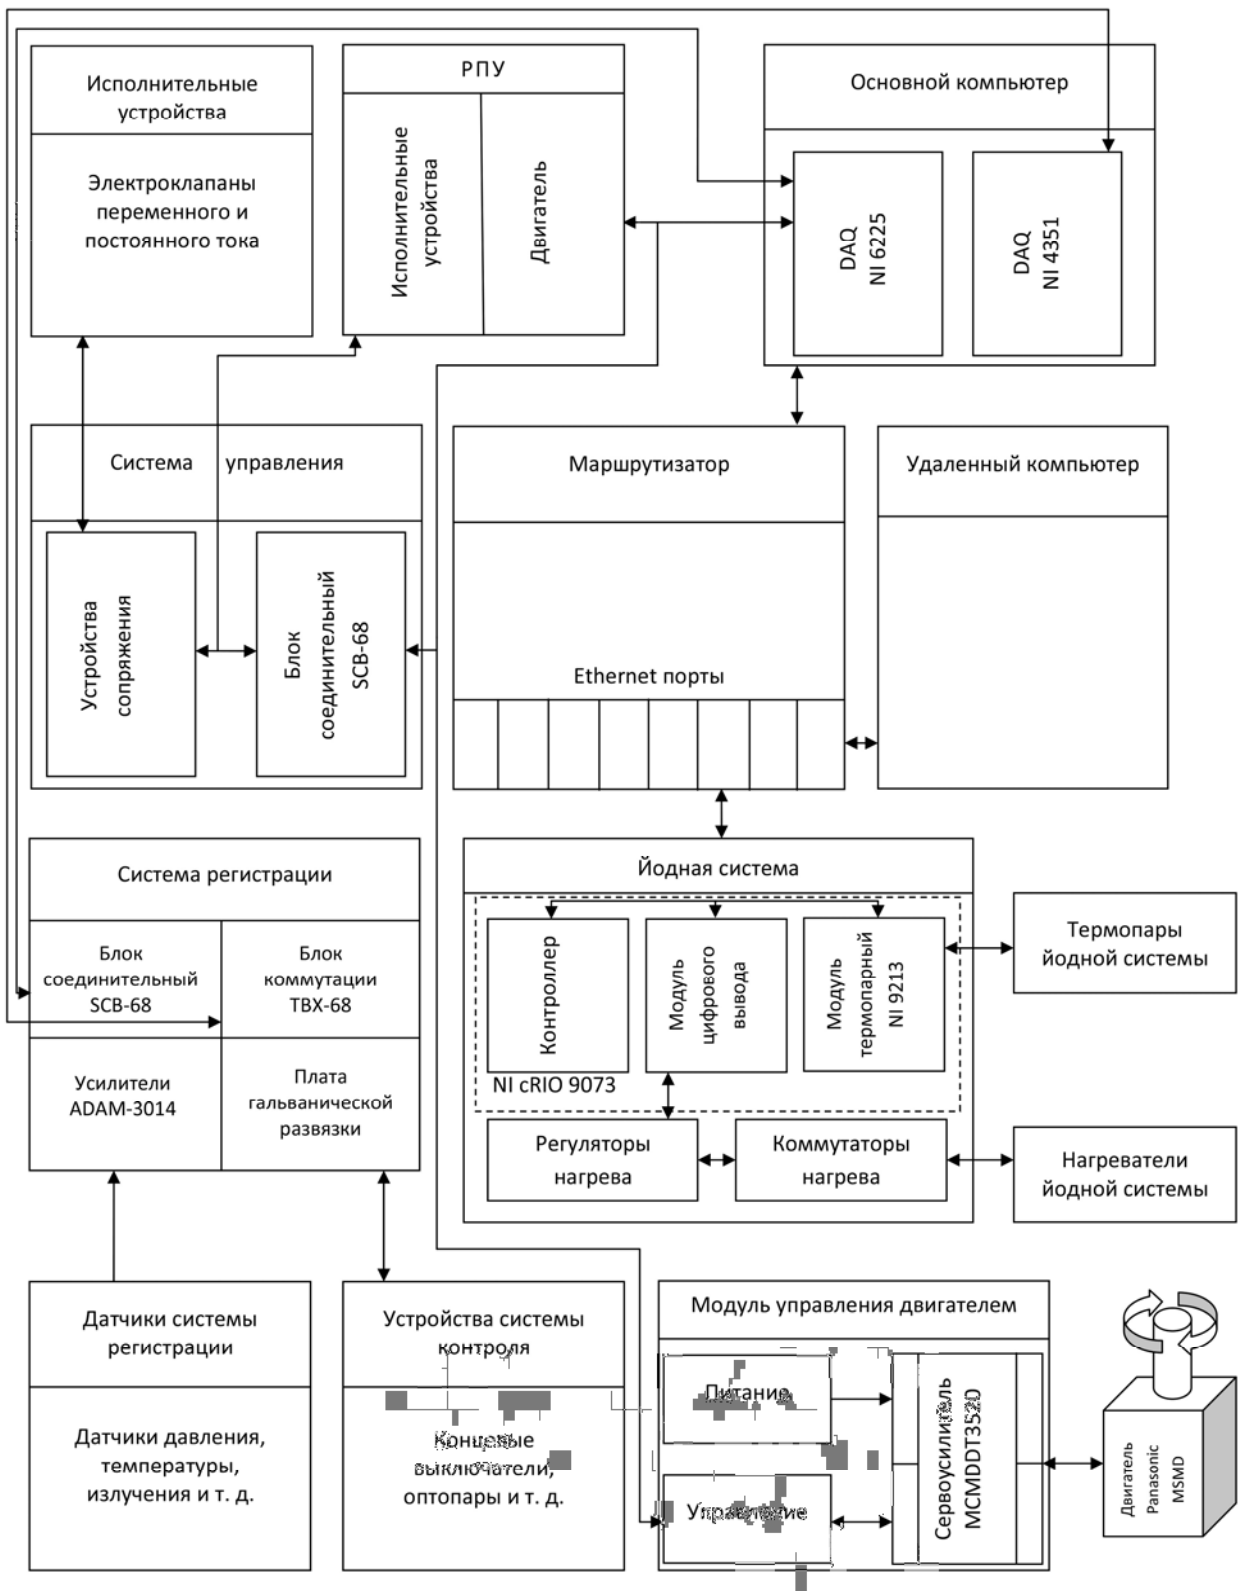 Исполнительные
устройства
Электроклапаны
переменного и
постоянного тока
РПУ
Исполнительные
устройства
Двигатель
Основной компьютер
DAQ
NI 6225
DAQ
NI 4351
Система управления
Устройства
сопряжения
Блок
соединительный
SCB-68
Маршрутизатор
Ethernet порты
Удаленный компьютер
Система регистрации
Блок
соединительный
SCB-68
Блок
коммутации
TBX-68
Усилители
ADAM-3014
Плата
гальванической
развязки
Йодная система
Контроллер
Модуль
цифрового
вывода
Модуль
термопарный
NI 9213
NI cRIO 9073
Регуляторы
нагрева
Коммутаторы
нагрева
Термопары
йодной системы
Нагреватели
йодной системы
Датчики системы
регистрации
Датчики давления,
температуры,
излучения и т. д.
Устройства системы
контроля
Концевые
выключатели,
оптопары и т. д.
Модуль управления двигателем
Питание
Управление
Сервоусилитель
MCMDDT3520
Двигатель
Panasonic
MSMD